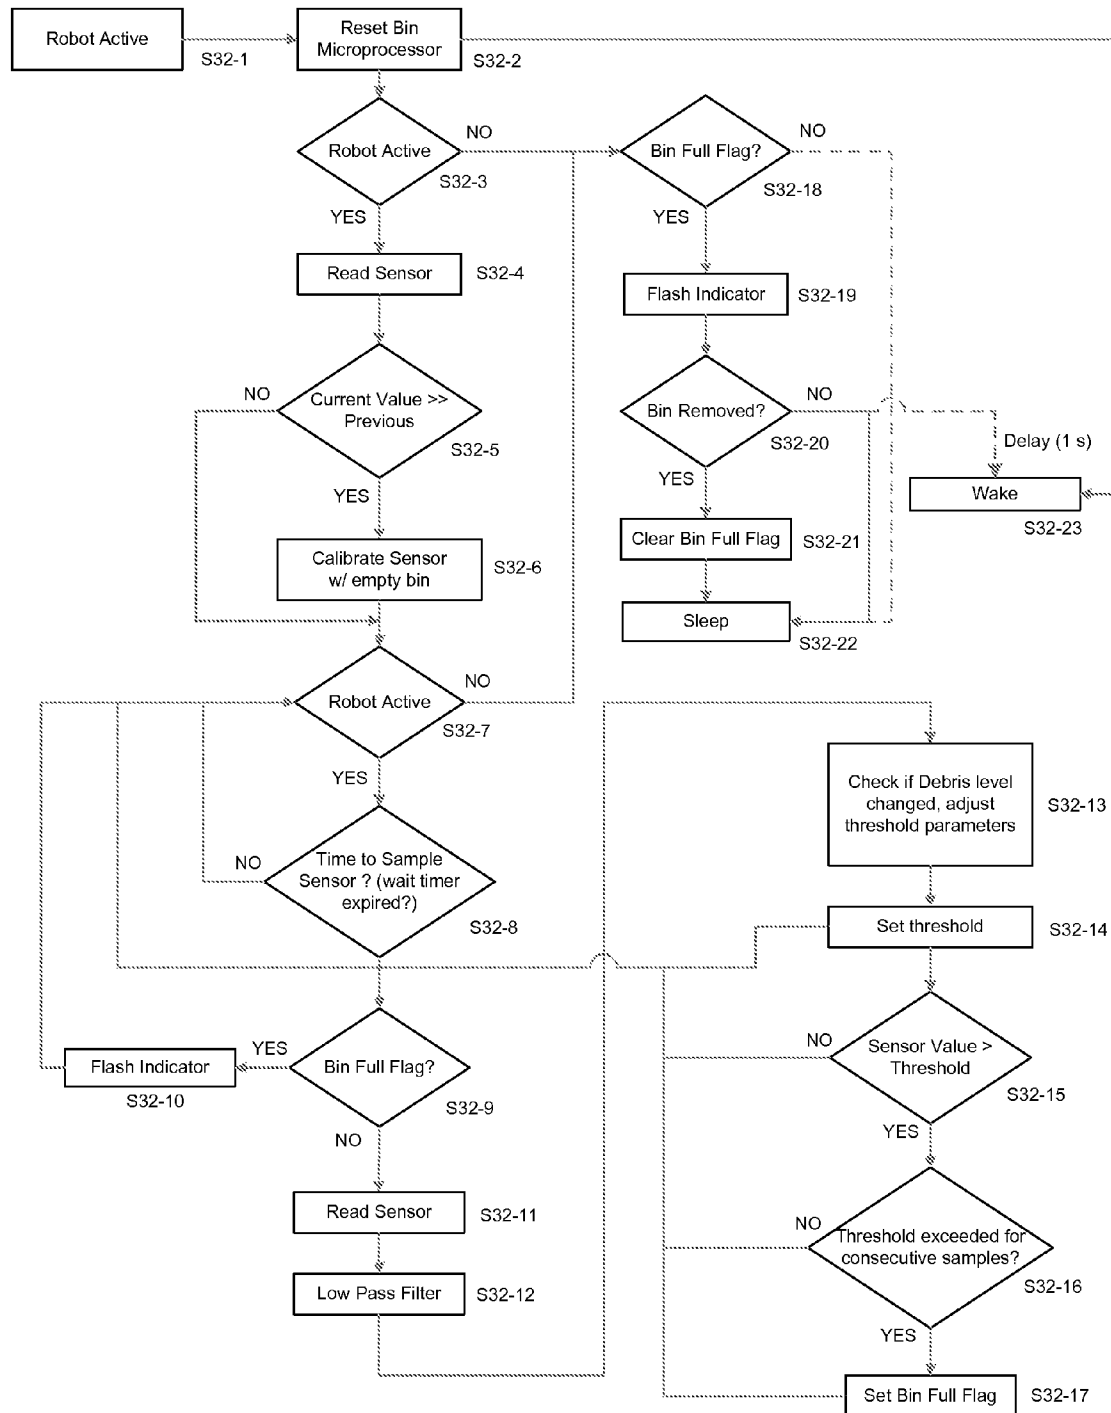 Robot Active
S32-1
Reset Bin
Microprocessor
S32-2
Robot Active
NO
S32-3
YES
Read Sensor
S32-4
NO
Current Value >>
Previous
S32-5
YES
Calibrate Sensor
w/ empty bin
S32-6
Robot Active
NO
S32-7
YES
NO
Time to Sample
Sensor ? (wait timer
expired?)
S32-8
YES
Bin Full Flag?
S32-9
Flash Indicator
S32-10
NO
Read Sensor
S32-11
Low Pass Filter
S32-12
Bin Full Flag?
NO
S32-18
YES
Flash Indicator
S32-19
Bin Removed?
NO
S32-20
YES
Clear Bin Full Flag
S32-21
Sleep
S32-22
Delay (1 s)
Wake
S32-23
Check if Debris level
changed, adjust
threshold parameters
S32-13
Set threshold
S32-14
NO
Sensor Value >
Threshold
S32-15
YES
NO
Threshold exceeded for
consecutive samples?
S32-16
YES
Set Bin Full Flag
S32-17